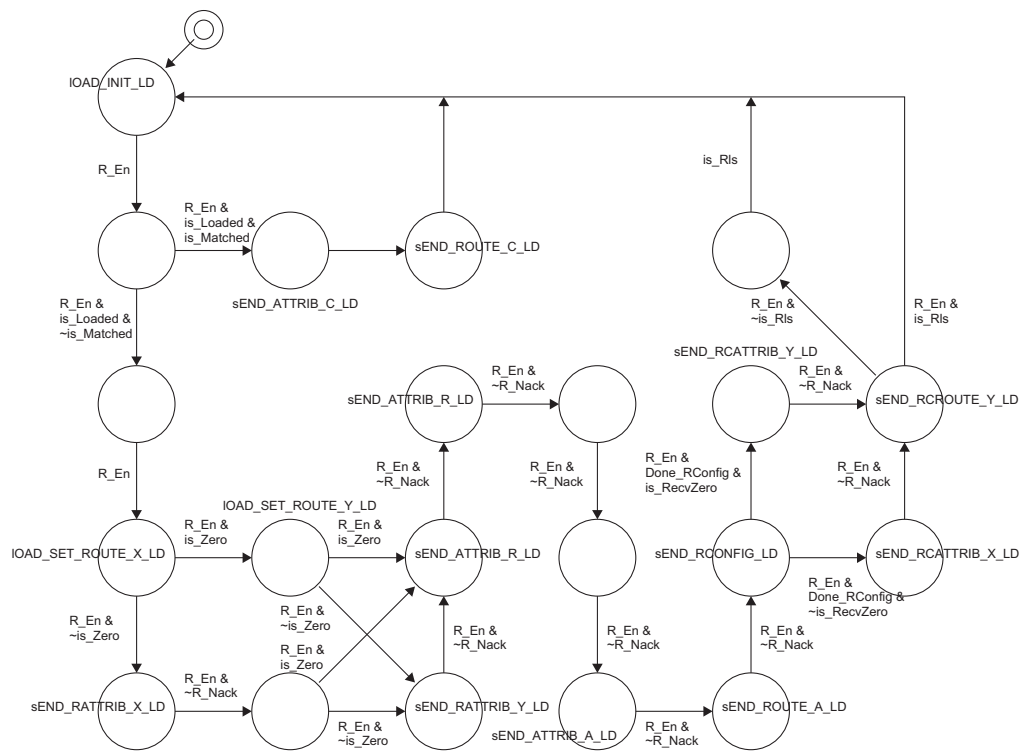 lOAD_INIT_LD
R_En
is_Rls
R_En &
is_Loaded &
is_Matched
sEND_ROUTE_C_LD
sEND_ATTRIB_C_LD
R_En &
is_Loaded &
~is_Matched
R_En &
~is_Rls
R_En &
is_Rls
sEND_RCATTRIB_Y_LD
R_En &
~R_Nack
R_En &
~R_Nack
sEND_ATTRIB_R_LD
sEND_RCROUTE_Y_LD
R_En
R_En &
~R_Nack
R_En &
~R_Nack
R_En &
Done_RConfig &
is_RecvZero
R_En &
~R_Nack
lOAD_SET_ROUTE_Y_LD
lOAD_SET_ROUTE_X_LD
R_En &
is_Zero
R_En &
is_Zero
sEND_ATTRIB_R_LD
sEND_RCONFIG_LD
sEND_RCATTRIB_X_LD
R_En &
Done_RConfig &
~is_RecvZero
R_En &
~is_Zero
R_En &
~is_Zero
R_En &
is_Zero
R_En &
~R_Nack
R_En &
~R_Nack
R_En &
~R_Nack
sEND_RATTRIB_X_LD
R_En &
~R_Nack
R_En &
~is_Zero
sEND_RATTRIB_Y_LD
sEND_ATTRIB_A_LD
R_En &
~R_Nack
sEND_ROUTE_A_LD